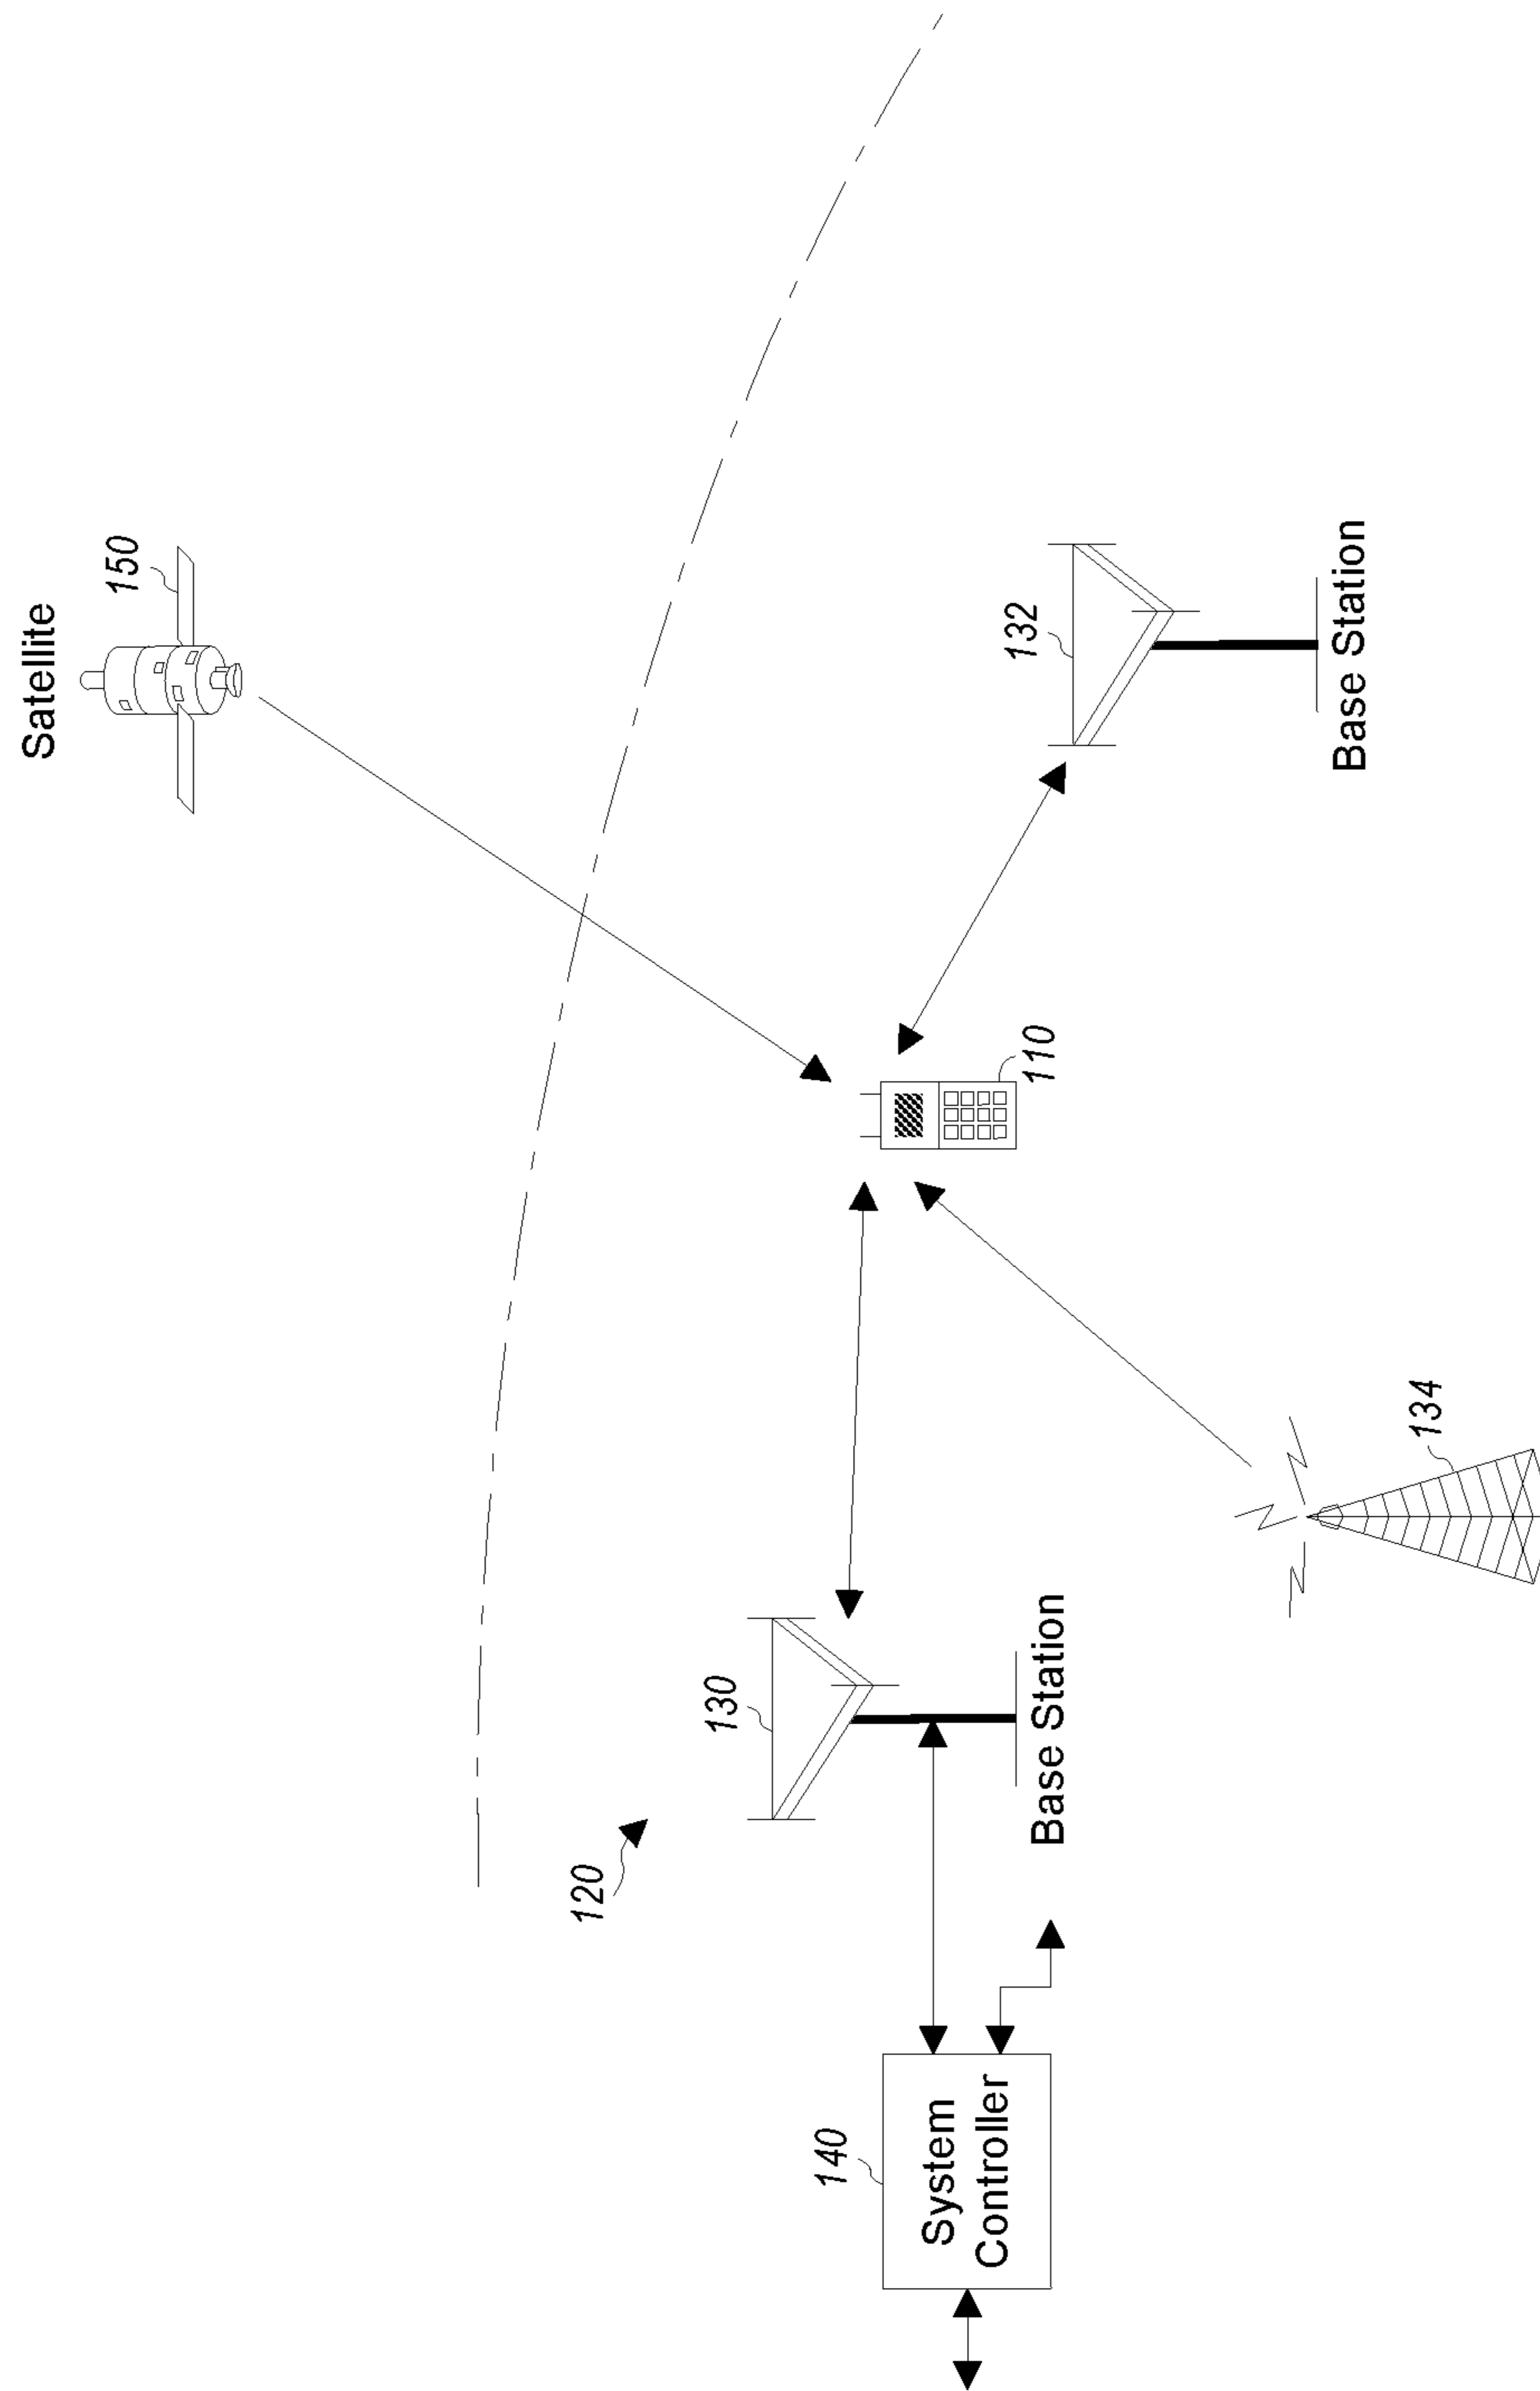 Satellite
150
120
130
132
110
140
System
Controller
Base Station
134
Base Station